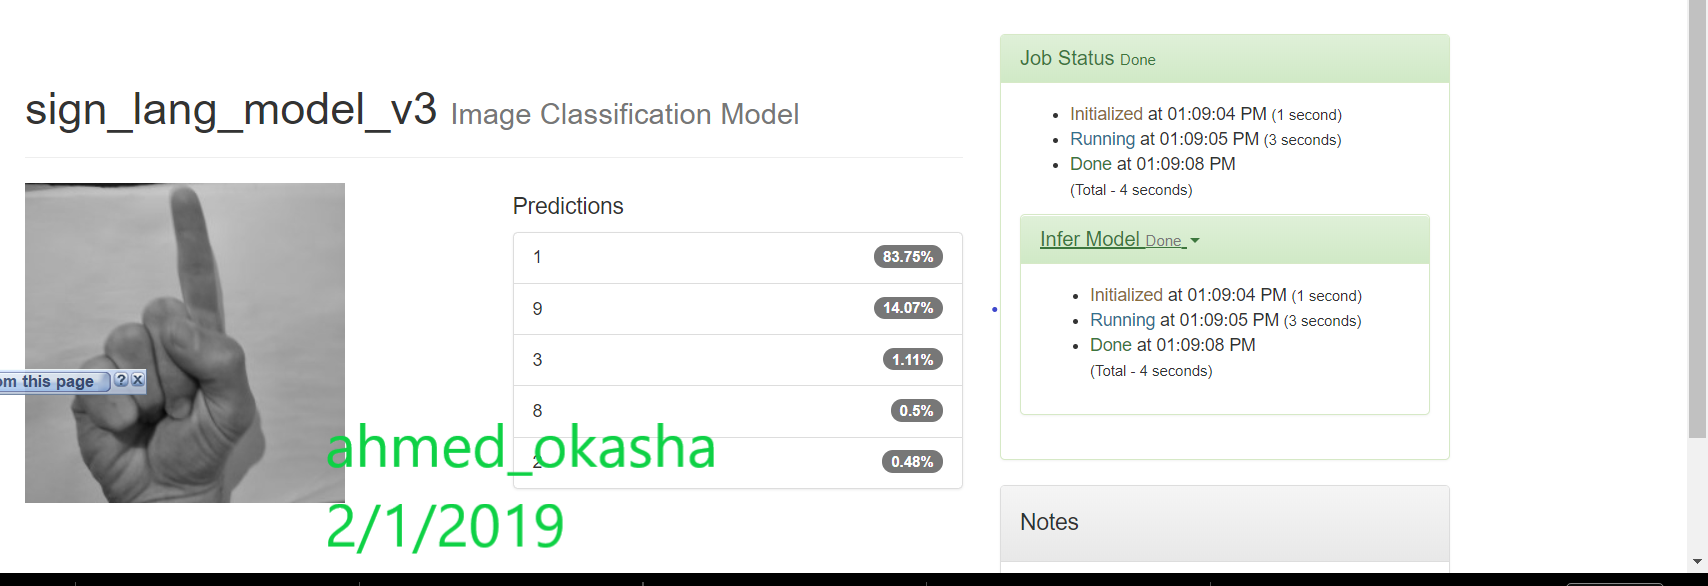 sign_lang_model_v3 Image Classification Model
Predictions
1 83.75%
9 14.07%
3 1.11%
8 0.5%
2 0.48%
om this page ? X
ahmed_okasha
2/1/2019
Job Status Done
Initialized at 01:09:04 PM (1 second)
Running at 01:09:05 PM (3 seconds)
Done at 01:09:08 PM
(Total - 4 seconds)
Infer Model Done
Initialized at 01:09:04 PM (1 second)
Running at 01:09:05 PM (3 seconds)
Done at 01:09:08 PM
(Total - 4 seconds)
Notes